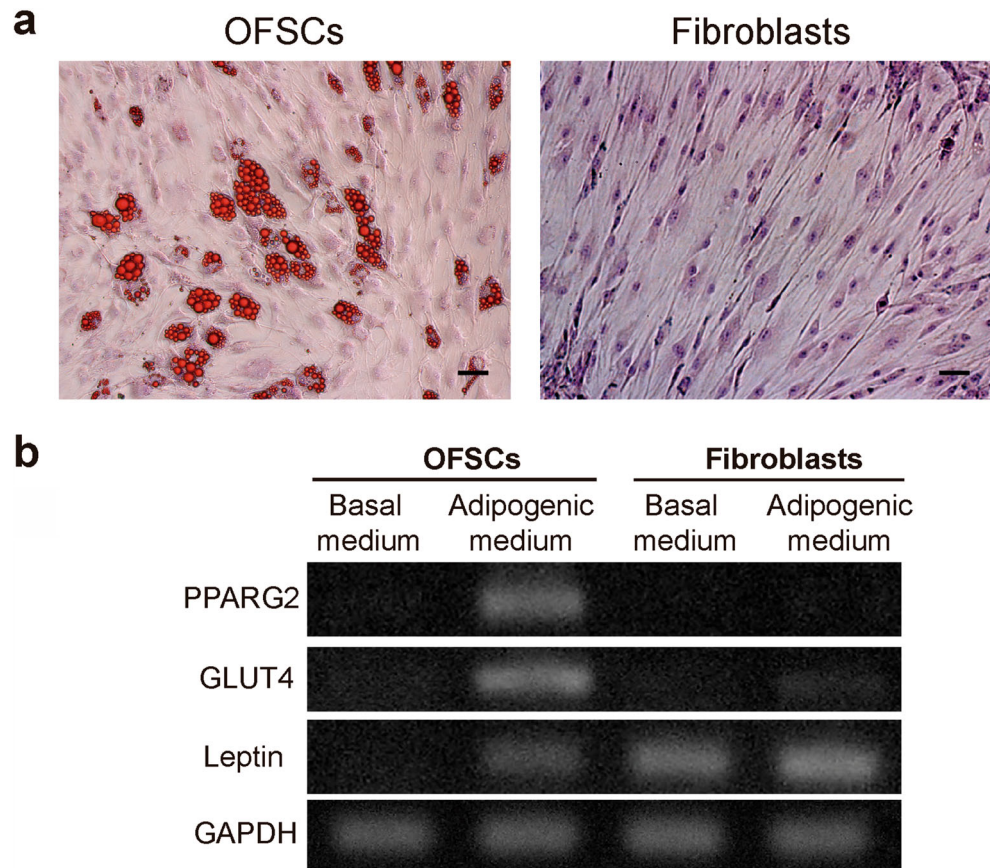 a
OFSCs
Fibroblasts
b
OFSCs
Fibroblasts
Basal medium
Adipogenic medium
Basal medium
Adipogenic medium
PPARG2
GLUT4
Leptin
GAPDH